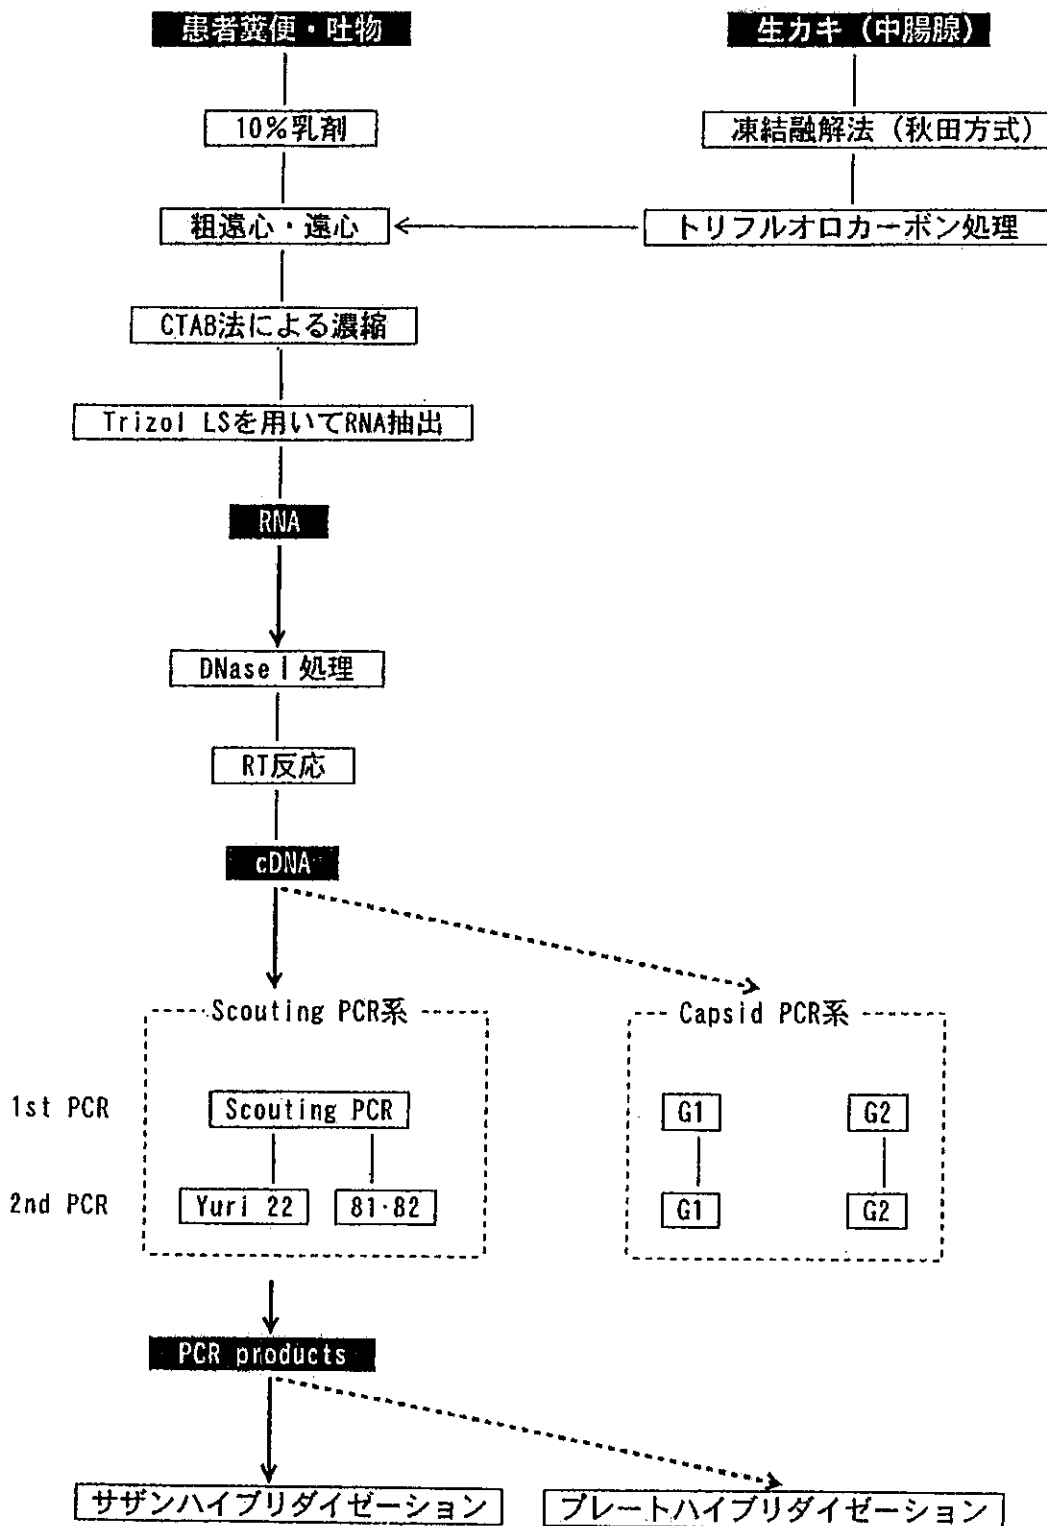 患者糞便・吐物
生カキ（中腸腺）
10%乳剤
凍結融解法（秋田方式）
粗遠心・遠心
トリフルオロカーボン処理
CTAB法による濃縮
Trizol LSを用いてRNA抽出
RNA
DNase I 処理
RT反応
cDNA
Scouting PCR系
Capsid PCR系
1st PCR
Scouting PCR
G1
G2
2nd PCR
Yuri 22
81・82
G1
G2
PCR products
サザンハイブリダイゼーション
プレートハイブリダイゼーション